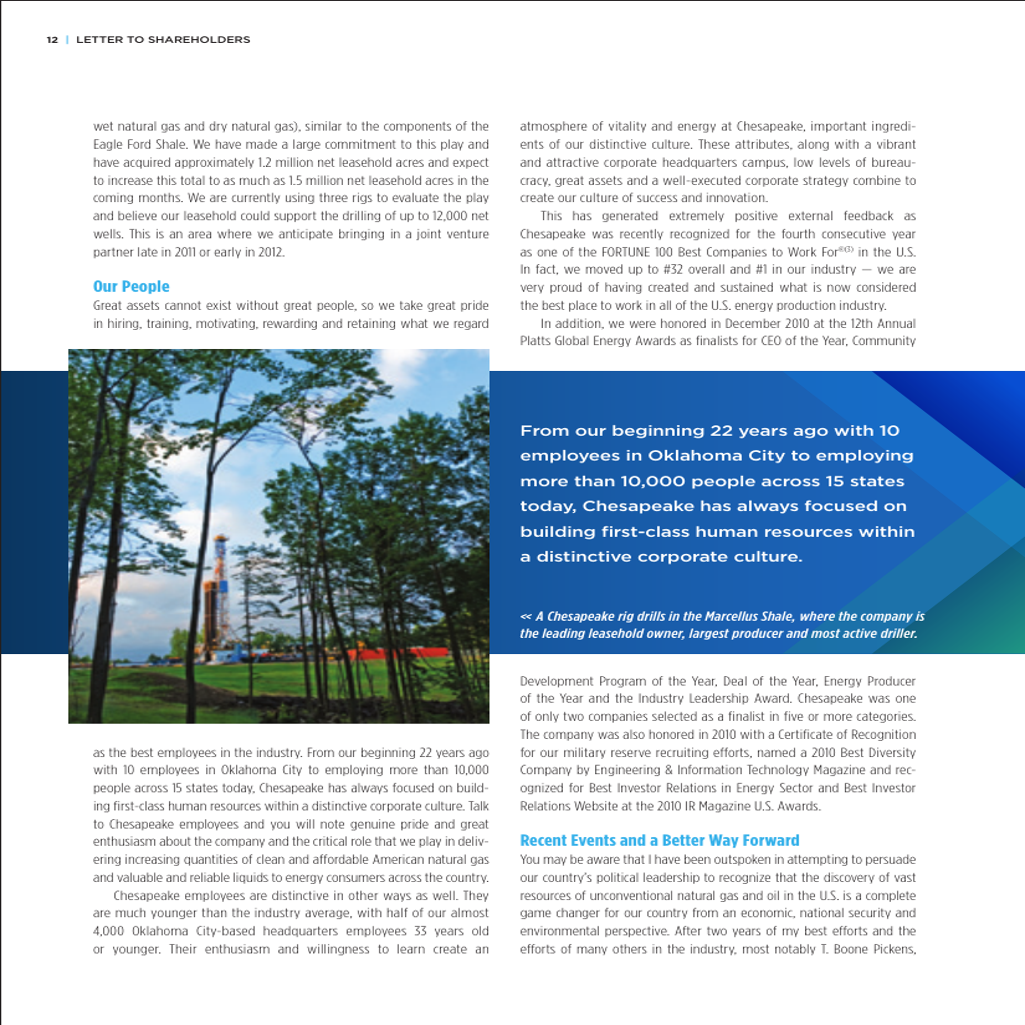 12 | LETTER TO SHAREHOLDERS
wet natural gas and dry natural gas), similar to the components of the
Eagle Ford Shale. We have made a large commitment to this play and
have acquired approximately 1.2 million net leasehold acres and expect
to increase this total to as much as 1.5 million net leasehold acres in the
coming months. We are currently using three rigs to evaluate the play
and believe our leasehold could support the drilling of up to 12,000 net
wells. This is an area where we anticipate bringing in a joint venture
partner late in 2011 or early in 2012.
Our People
Great assets cannot exist without great people, so we take great pride
in hiring, training, motivating, rewarding and retaining what we regard
as the best employees in the industry. From our beginning 22 years ago
with 10 employees in Oklahoma City to employing more than 10,000
people across 15 states today, Chesapeake has always focused on build-
ing first-class human resources within a distinctive corporate culture. Talk
to Chesapeake employees and you will note genuine pride and great
enthusiasm about the company and the critical role that we play in deliv-
ering increasing quantities of clean and affordable American natural gas
and valuable and reliable liquids to energy consumers across the country.
Chesapeake employees are distinctive in other ways as well. They
are much younger than the industry average, with half of our almost
4,000 Oklahoma City-based headquarters employees 33 years old
or younger. Their enthusiasm and willingness to learn create an
atmosphere of vitality and energy at Chesapeake, important ingredi-
ents of our distinctive culture. These attributes, along with a vibrant
and attractive corporate headquarters campus, low levels of bureau-
cracy, great assets and a well-executed corporate strategy combine to
create our culture of success and innovation.
This has generated extremely positive external feedback as
Chesapeake was recently recognized for the fourth consecutive year
as one of the FORTUNE 100 Best Companies to Work For®(3) in the U.S.
In fact, we moved up to #32 overall and #1 in our industry — we are
very proud of having created and sustained what is now considered
the best place to work in all of the U.S. energy production industry.
In addition, we were honored in December 2010 at the 12th Annual
Platts Global Energy Awards as finalists for CEO of the Year, Community
From our beginning 22 years ago with 10
employees in Oklahoma City to employing
more than 10,000 people across 15 states
today, Chesapeake has always focused on
building first-class human resources within
a distinctive corporate culture.
<< A Chesapeake rig drills in the Marcellus Shale, where the company is
the leading leasehold owner, largest producer and most active driller.
Development Program of the Year, Deal of the Year, Energy Producer
of the Year and the Industry Leadership Award. Chesapeake was one
of only two companies selected as a finalist in five or more categories.
The company was also honored in 2010 with a Certificate of Recognition
for our military reserve recruiting efforts, named a 2010 Best Diversity
Company by Engineering & Information Technology Magazine and rec-
ognized for Best Investor Relations in Energy Sector and Best Investor
Relations Website at the 2010 IR Magazine U.S. Awards.
Recent Events and a Better Way Forward
You may be aware that I have been outspoken in attempting to persuade
our country's political leadership to recognize that the discovery of vast
resources of unconventional natural gas and oil in the U.S. is a complete
game changer for our country from an economic, national security and
environmental perspective. After two years of my best efforts and the
efforts of many others in the industry, most notably T. Boone Pickens,